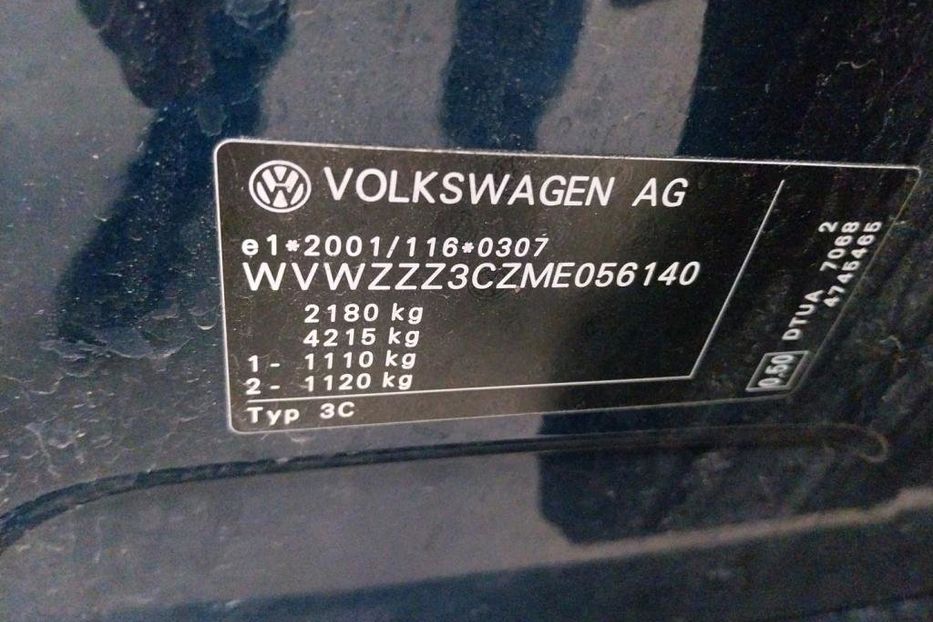 VOLKSWAGEN AG
e1*2001/116*0307
WVWZZZ3CZME056140
2180 kg
4215 kg
1 - 1110 kg
2 - 1120 kg
Typ 3C
0.50 DTUA 7068 2
4745465